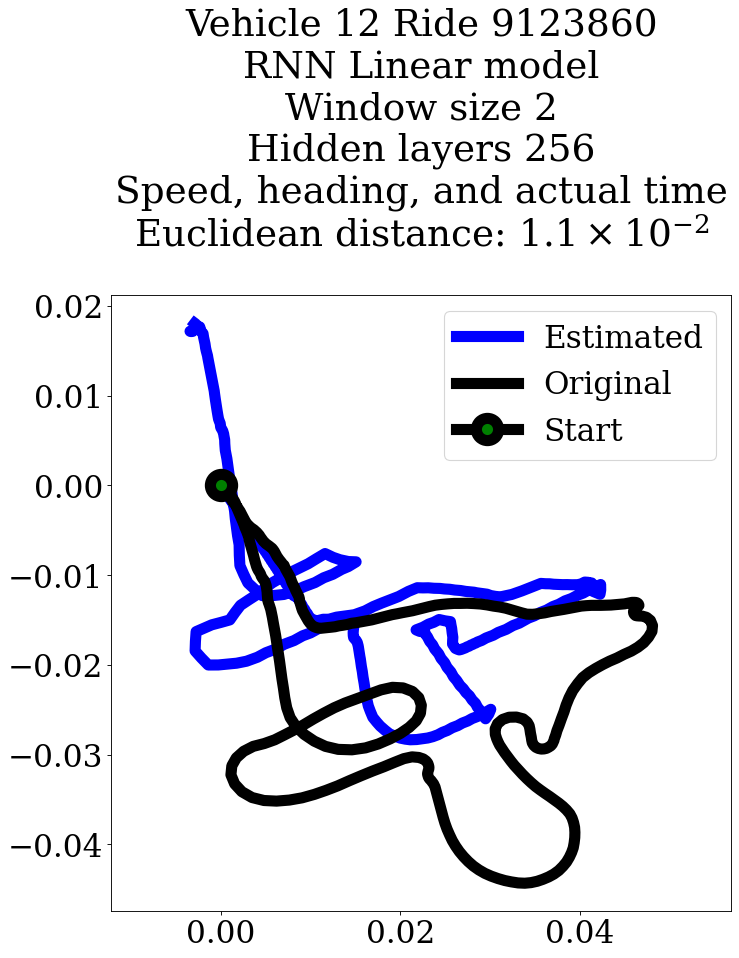 Vehicle 12 Ride 9123860
RNN Linear model
Window size 2
Hidden layers 256
Speed, heading, and actual time
Euclidean distance: 1.1 × 10⁻²
0.02
0.01
0.00
−0.01
−0.02
−0.03
−0.04
Estimated
Original
Start
0.00 0.02 0.04